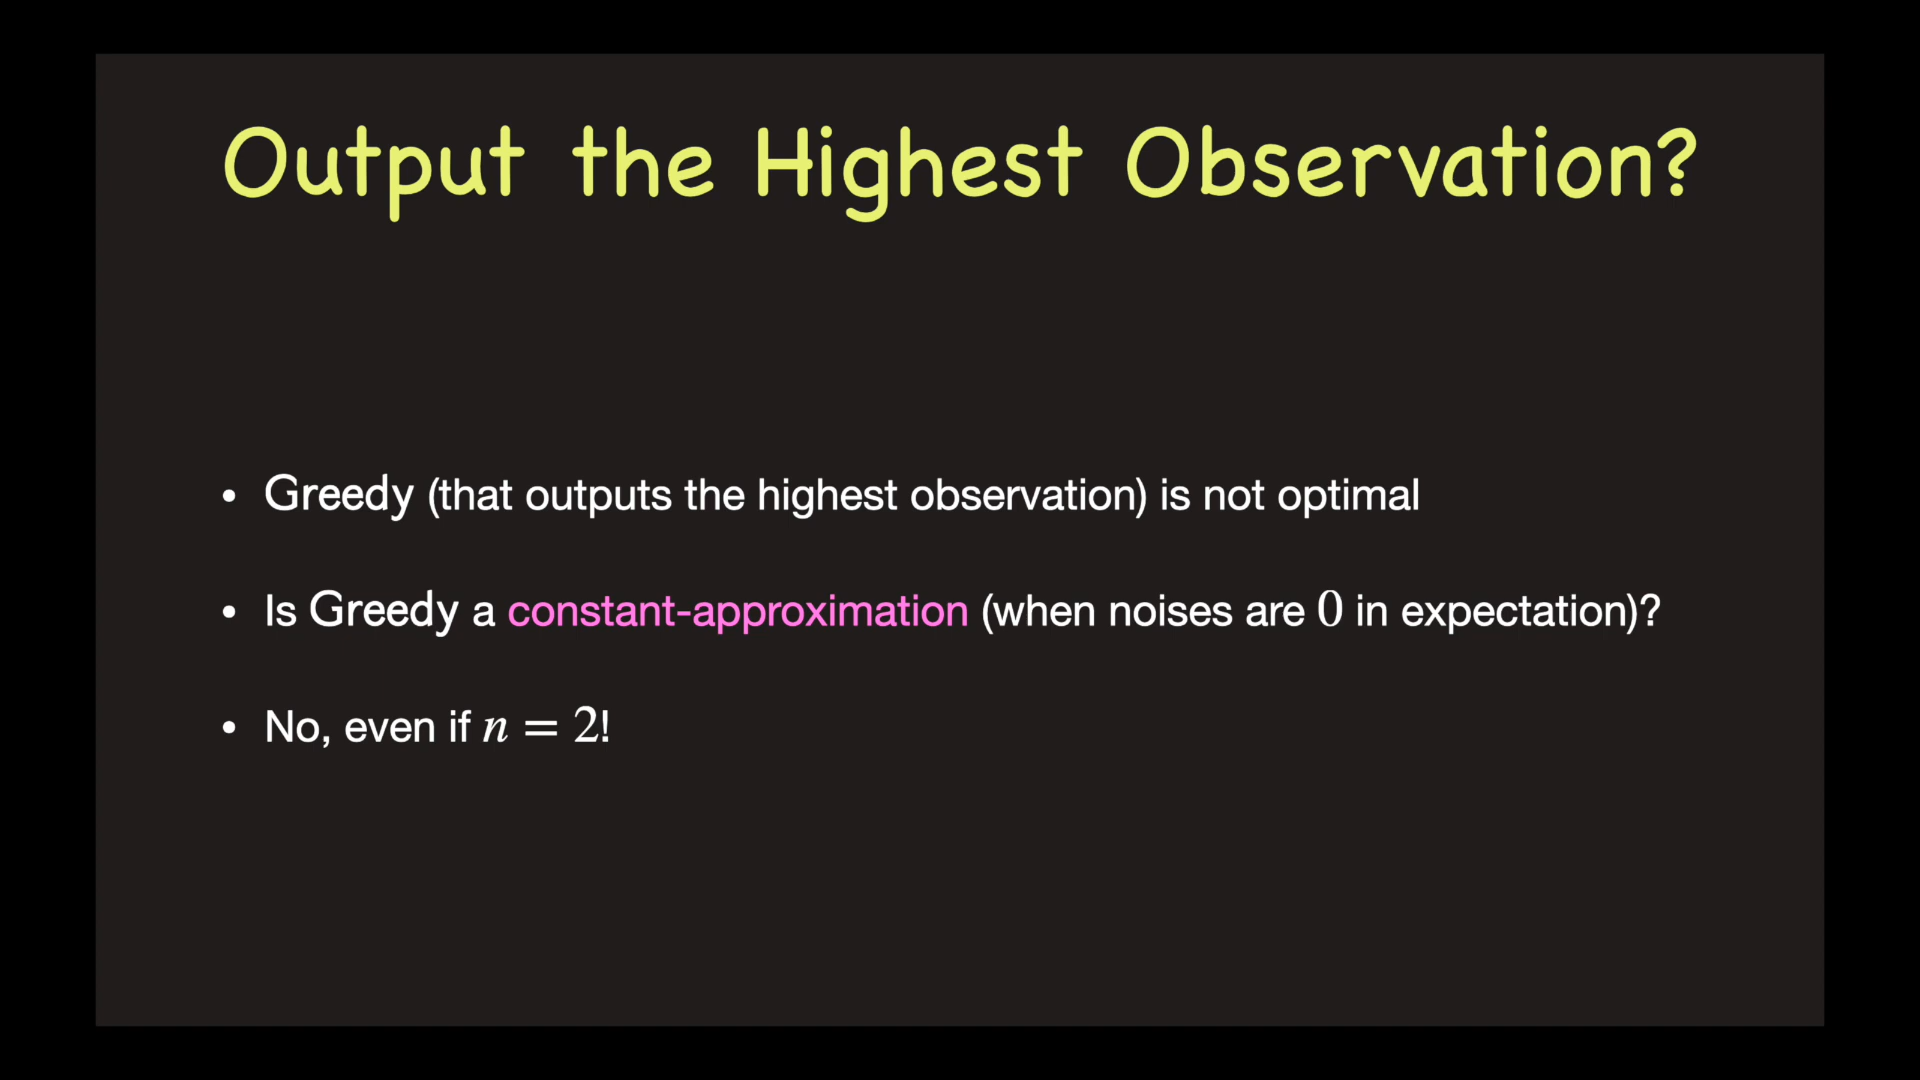 Output the Highest Observation?
• Greedy (that outputs the highest observation) is not optimal
• Is Greedy a constant-approximation (when noises are 0 in expectation)?
• No, even if n = 2!